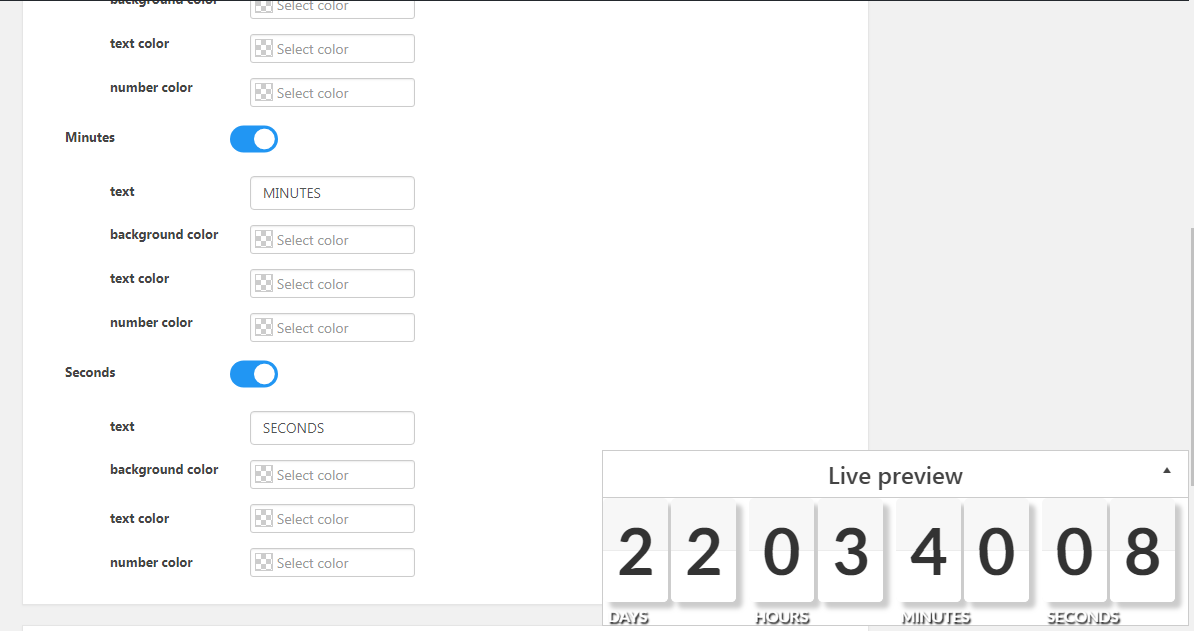 background color
Select color
text color
Select color
number color
Select color
Minutes
text
MINUTES
background color
Select color
text color
Select color
number color
Select color
Seconds
text
SECONDS
background color
Select color
text color
Select color
number color
Select color
Live preview
2 2 0 3 4 0 0 8
DAYS HOURS MINUTES SECONDS